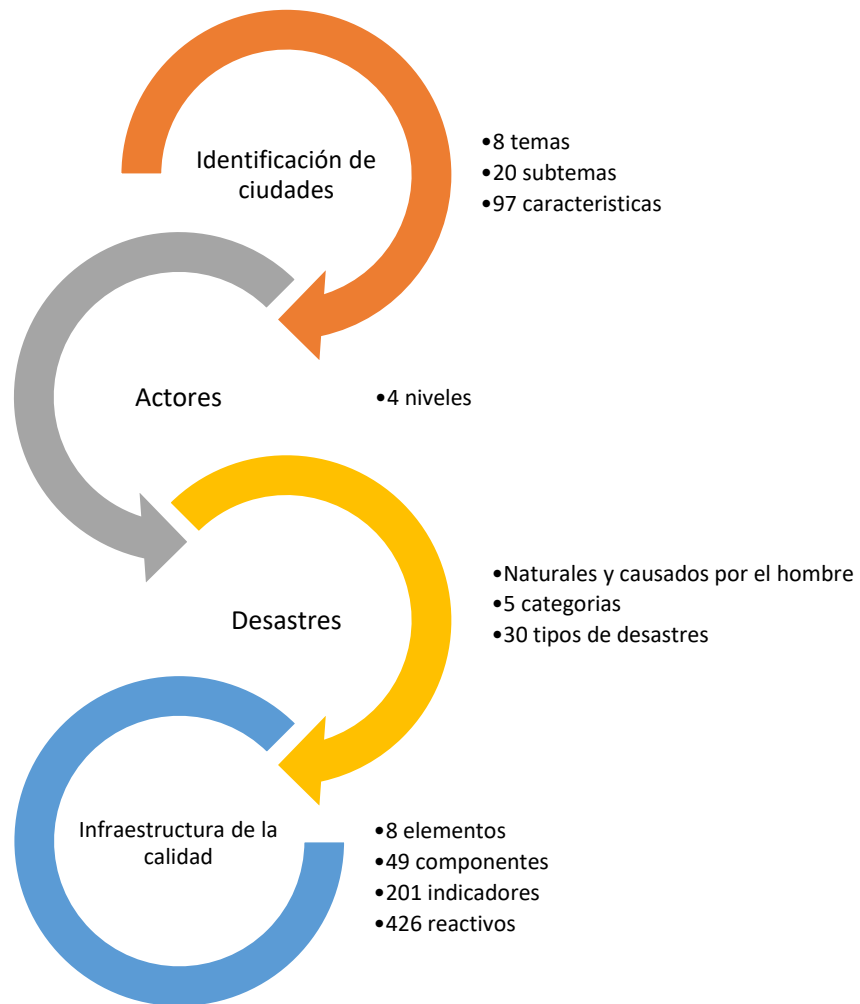 Identificación de
ciudades
•8 temas
•20 subtemas
•97 caracteristicas
Actores
•4 niveles
Desastres
•Naturales y causados por el hombre
•5 categorias
•30 tipos de desastres
Infraestructura de la
calidad
•8 elementos
•49 componentes
•201 indicadores
•426 reactivos